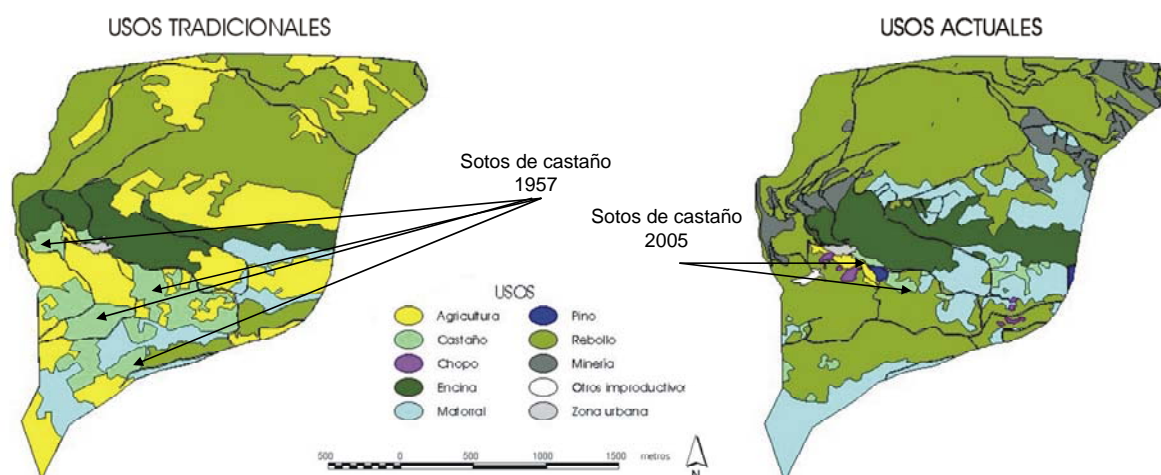 USOS TRADICIONALES
USOS ACTUALES
Sotos de castaño
1957
Sotos de castaño
2005
USOS
Agricultura
Castaño
Chopo
Encina
Matorral
Pino
Rebollo
Minería
Otros improductivos
Zona urbana
500 0 500 1000 1500
metros
N